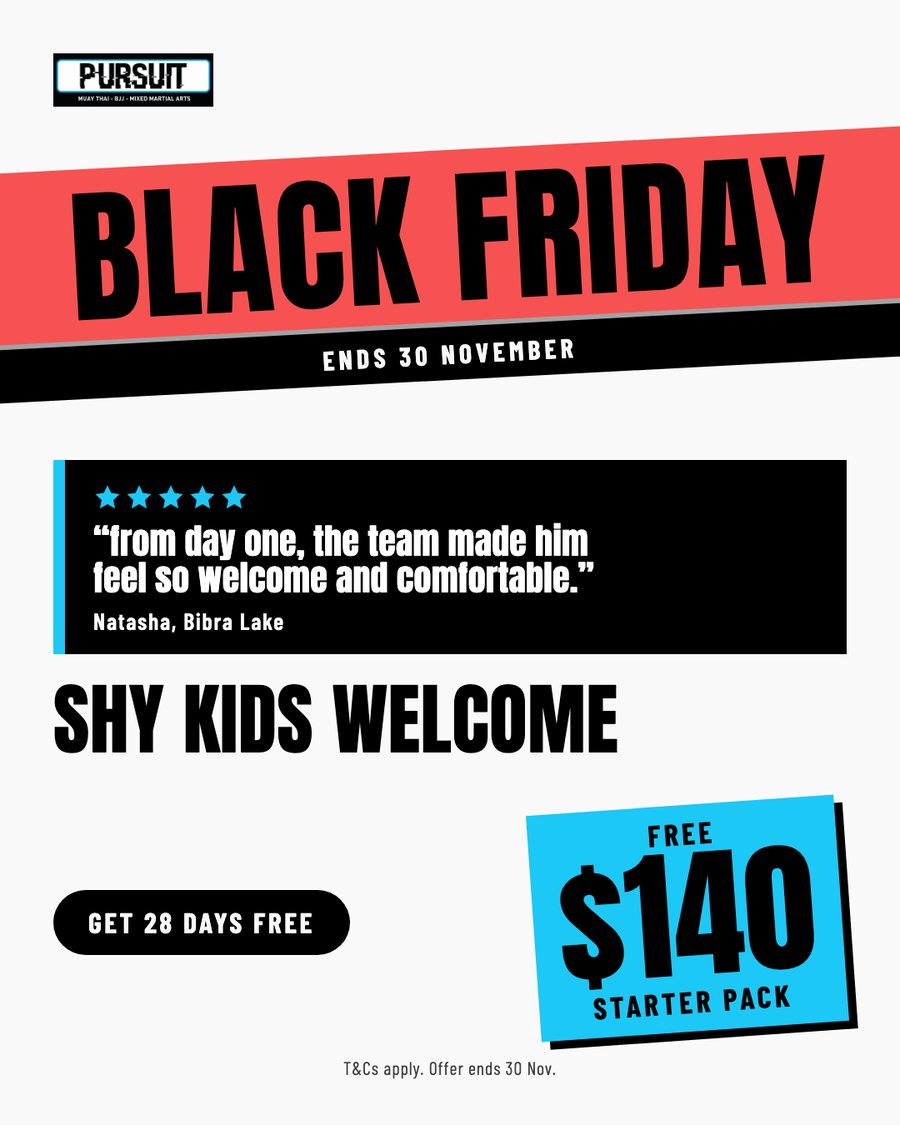 PURSUIT
MUAY THAI - BJJ - MIXED MARTIAL ARTS
BLACK FRIDAY
ENDS 30 NOVEMBER
“from day one, the team made him
feel so welcome and comfortable.”
Natasha, Bibra Lake
SHY KIDS WELCOME
FREE
$140
STARTER PACK
GET 28 DAYS FREE
T&Cs apply. Offer ends 30 Nov.